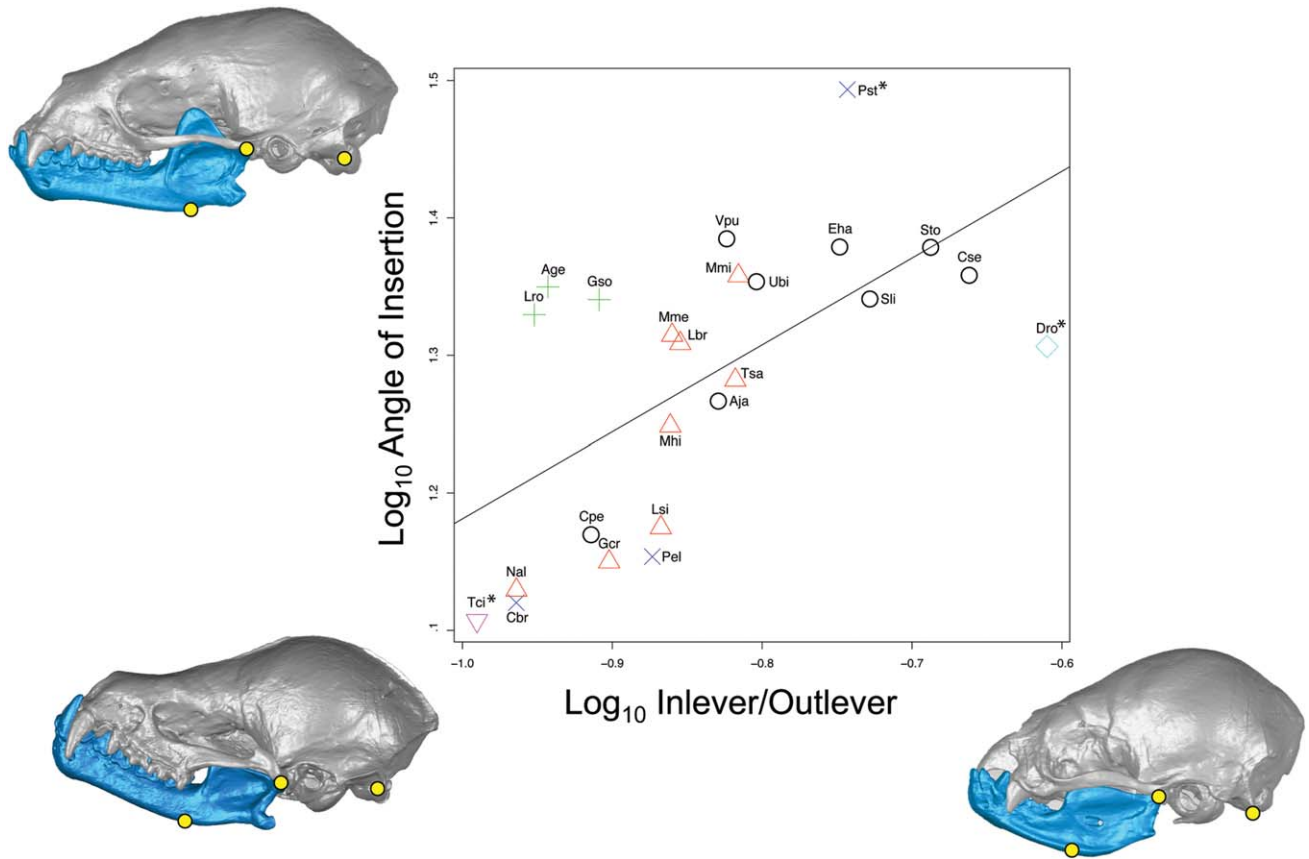 1.5
Pst*
1.4
Vpu
Eha
Sto
Cse
Mmi
Ubi
Sli
Age
Gso
Lro
Mme
Lbr
Dro*
1.3
Tsa
Aja
Mhi
1.2
Cpe
Lsi
Gcr
Pel
Nal
Tci*
Cbr
.1
Log10 Angle of Insertion
-1.0 -0.9 -0.8 -0.7 -0.6
Log10 Inlever/Outlever